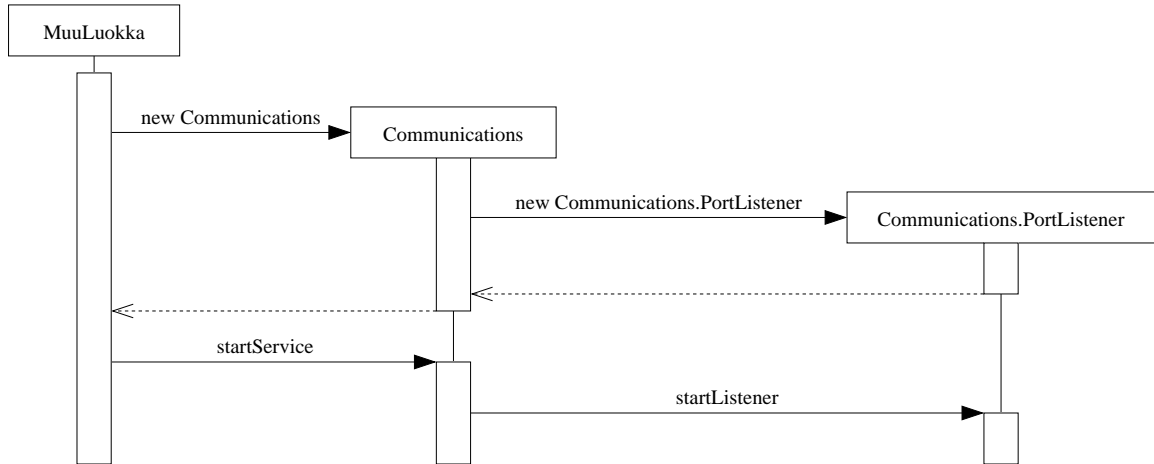 MuuLuokka
new Communications
Communications
new Communications.PortListener
Communications.PortListener
startService
startListener